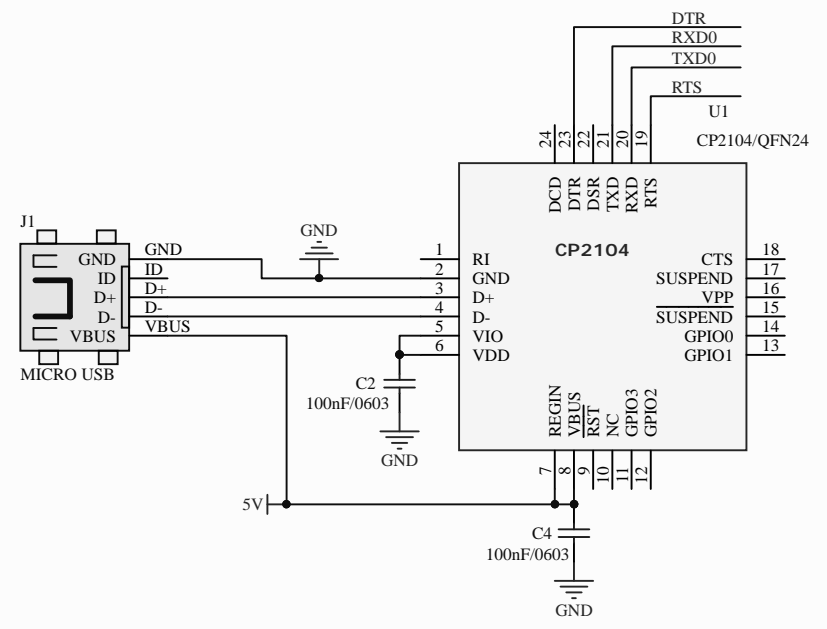 DTR
RXD0
TXD0
RTS
U1
CP2104/QFN24
24
23
22
21
20
19
DCD
DTR
DSR
TXD
RXD
RTS
CP2104
J1
GND
ID
D+
D-
VBUS
MICRO USB
GND
ID
D+
D-
VBUS
GND
1 RI
2 GND
3 D+
4 D-
5 VIO
6 VDD
CTS 18
SUSPEND 17
VPP 16
SUSPEND 15
GPIO0 14
GPIO1 13
C2
100nF/0603
GND
REGIN
VBUS
RST
NC
GPIO3
GPIO2
7
8
9
10
11
12
5V
C4
100nF/0603
GND